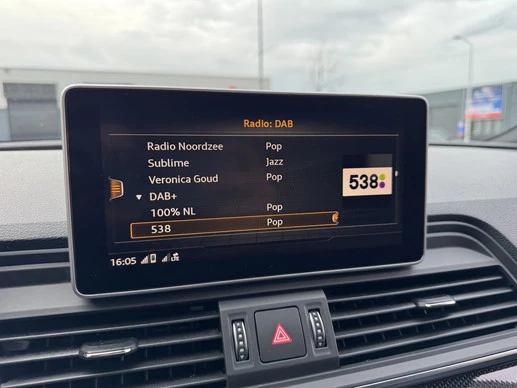 Radio: DAB
Radio Noordzee Pop
Sublime Jazz
Veronica Goud Pop
DAB+
100% NL Pop
538 Pop
538
16:05 LTE